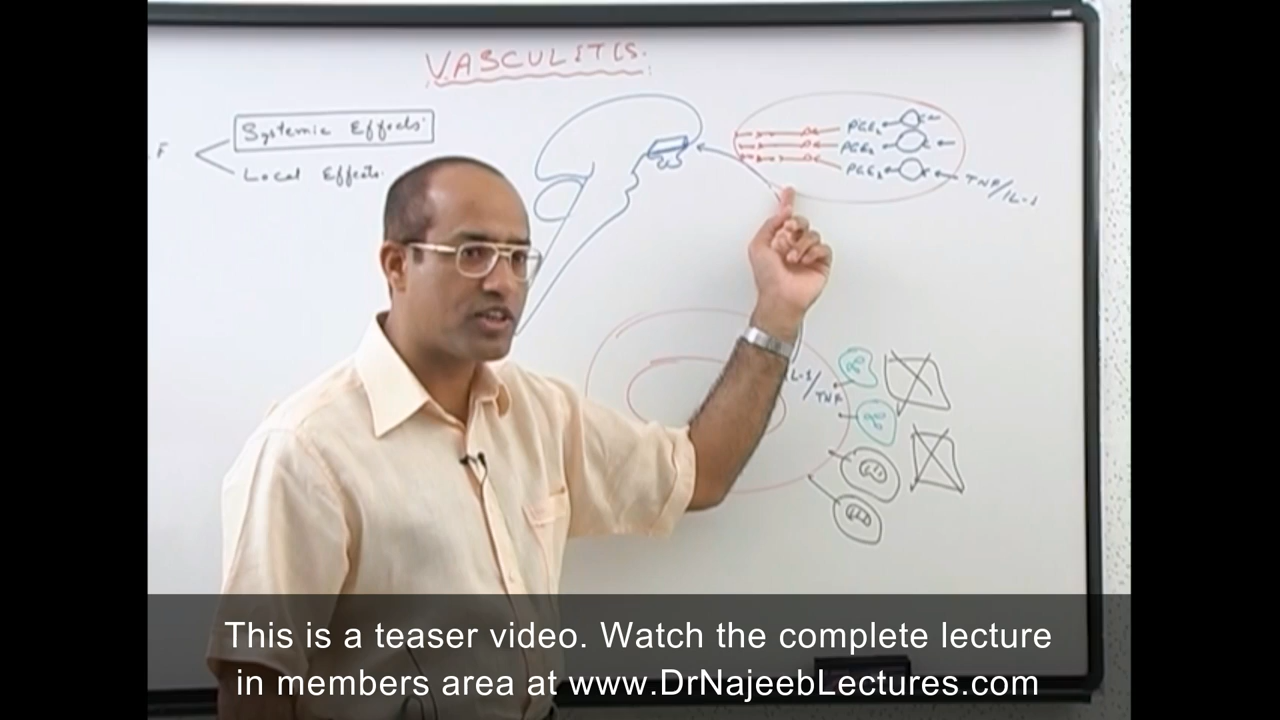 VASCULITIS.
Systemic Effects
F
Local Effects.
PGE₂
PGE₂
PGE₂
TNF/IL-1
IL-1/
TNF
This is a teaser video. Watch the complete lecture
in members area at www.DrNajeebLectures.com